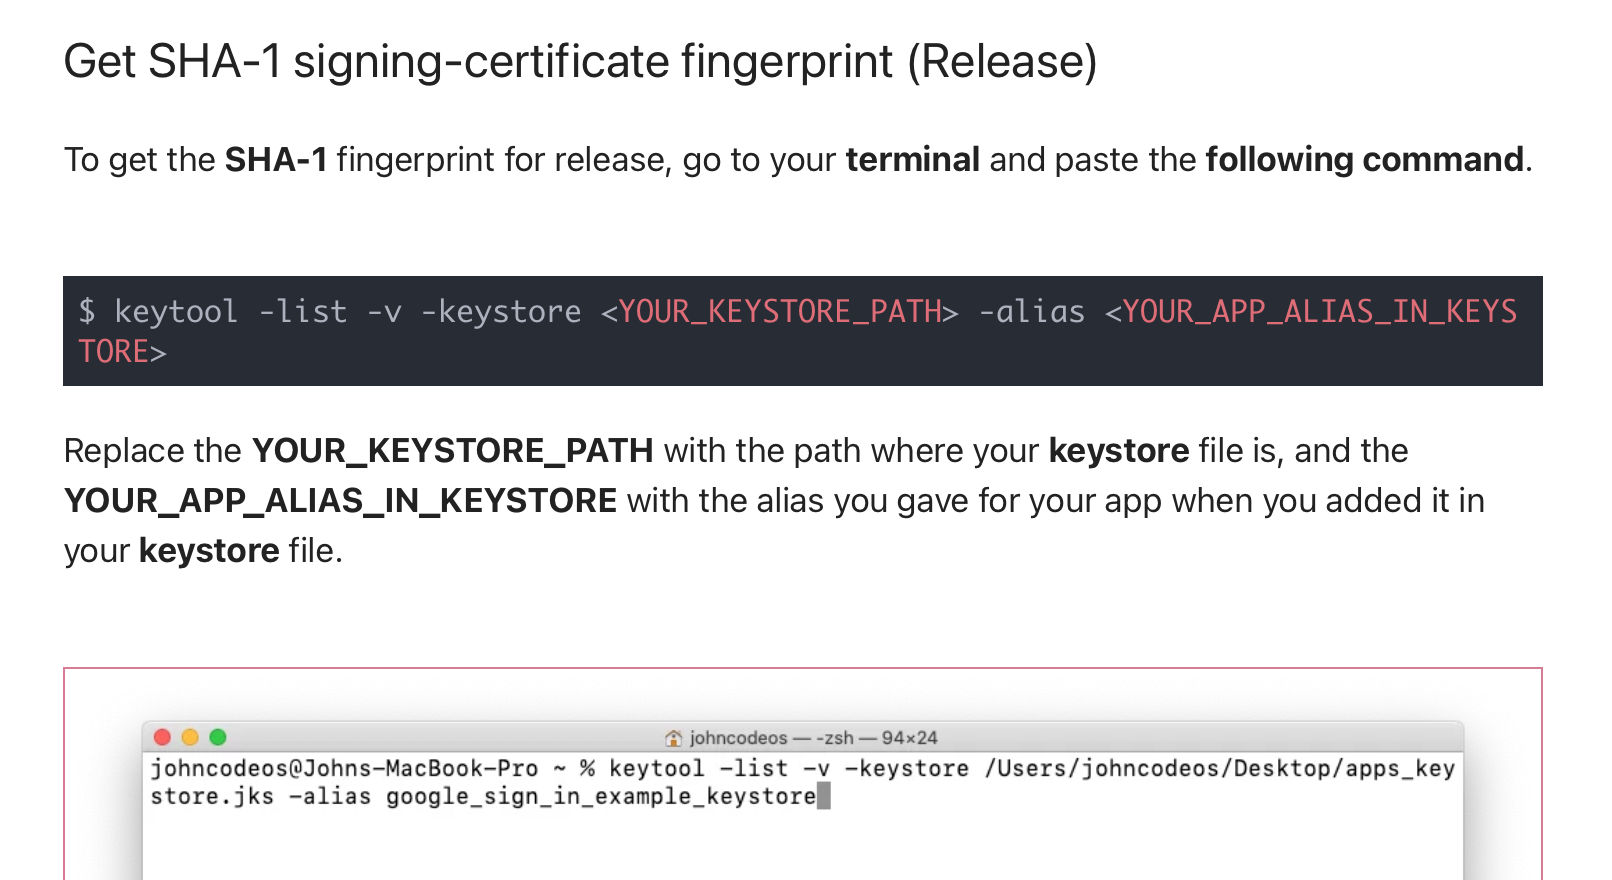 Get SHA-1 signing-certificate fingerprint (Release)
To get the SHA-1 fingerprint for release, go to your terminal and paste the following command.
$ keytool -list -v -keystore <YOUR_KEYSTORE_PATH> -alias <YOUR_APP_ALIAS_IN_KEYS
TORE>
Replace the YOUR_KEYSTORE_PATH with the path where your keystore file is, and the
YOUR_APP_ALIAS_IN_KEYSTORE with the alias you gave for your app when you added it in
your keystore file.
johncodeos — -zsh — 94×24
johncodeos@Johns-MacBook-Pro ~ % keytool -list -v -keystore /Users/johncodeos/Desktop/apps_key
store.jks -alias google_sign_in_example_keystore